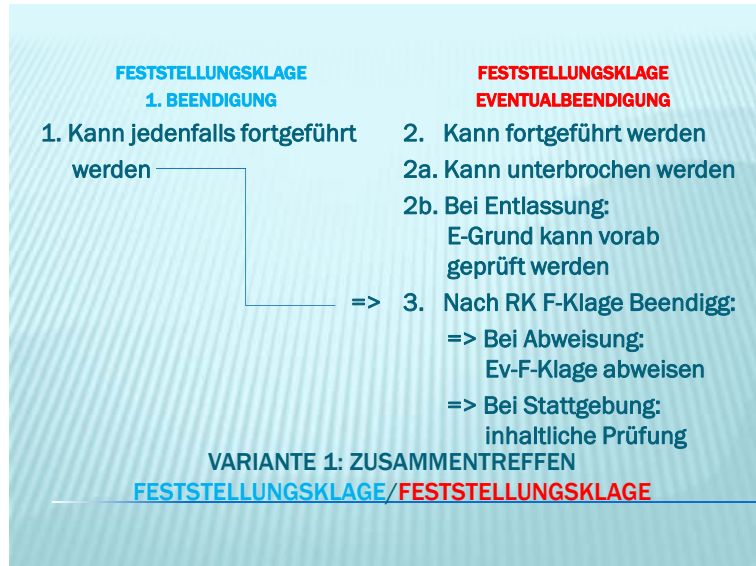 FESTSTELLUNGSKLAGE
1. BEENDIGUNG
1. Kann jedenfalls fortgeführt
werden
FESTSTELLUNGSKLAGE
EVENTUALBEENDIGUNG
2. Kann fortgeführt werden
2a. Kann unterbrochen werden
2b. Bei Entlassung:
E-Grund kann vorab
geprüft werden
=> 3. Nach RK F-Klage Beendigg:
=> Bei Abweisung:
Ev-F-Klage abweisen
=> Bei Stattgebung:
inhaltliche Prüfung
VARIANTE 1: ZUSAMMENTREFFEN
FESTSTELLUNGSKLAGE/FESTSTELLUNGSKLAGE